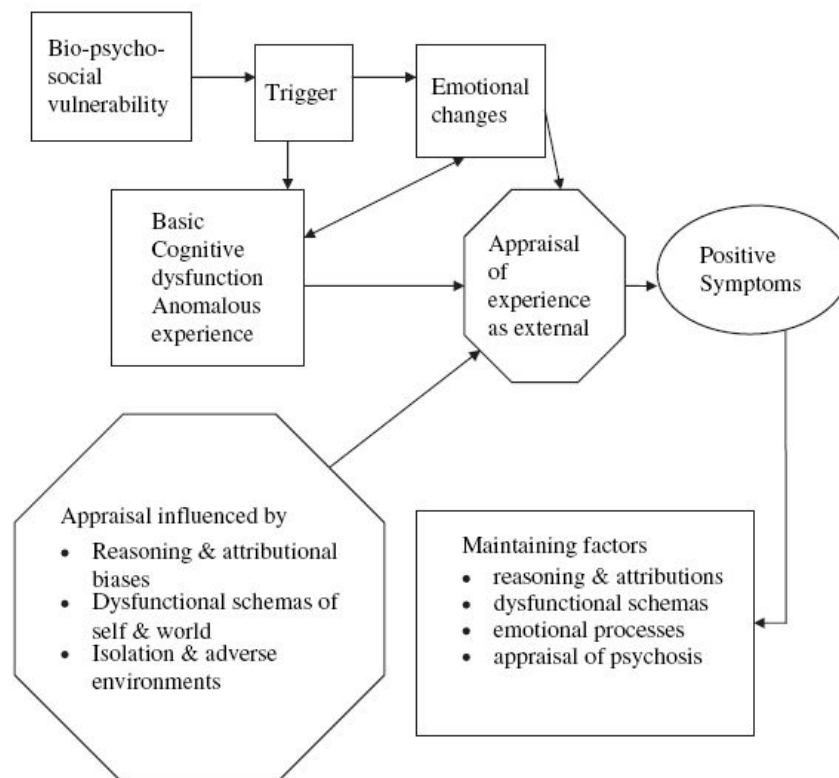 Bio-psycho-
social
vulnerability
Trigger
Emotional
changes
Basic
Cognitive
dysfunction
Anomalous
experience
Appraisal
of
experience
as external
Positive
Symptoms
Appraisal influenced by
• Reasoning & attributional
biases
• Dysfunctional schemas of
self & world
• Isolation & adverse
environments
Maintaining factors
• reasoning & attributions
• dysfunctional schemas
• emotional processes
• appraisal of psychosis